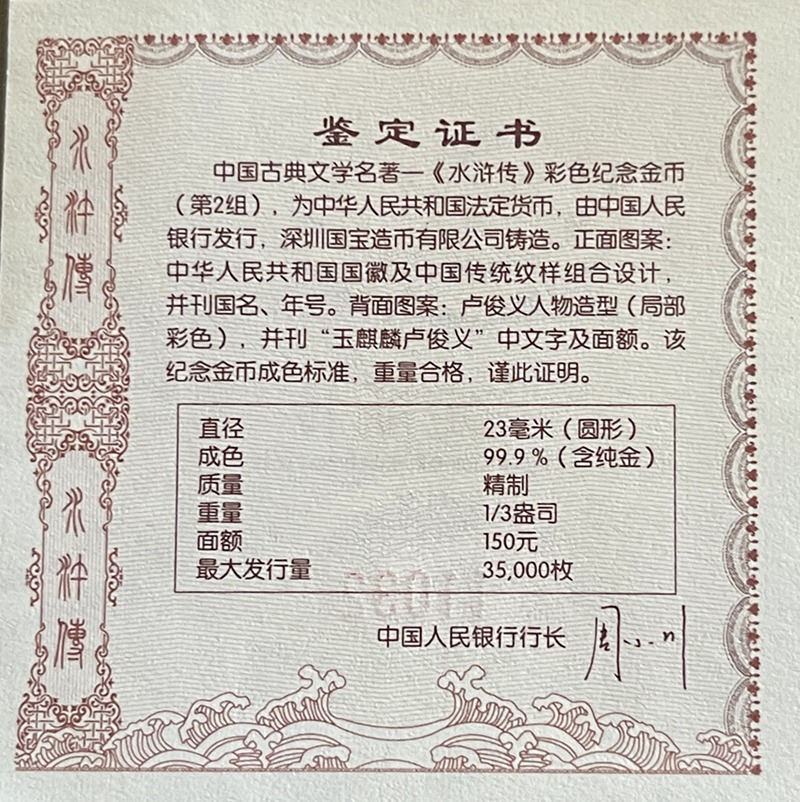 鉴定证书
中国古典文学名著—《水浒传》彩色纪念金币
（第2组），为中华人民共和国法定货币，由中国人民
银行发行，深圳国宝造币有限公司铸造。正面图案：
中华人民共和国国徽及中国传统纹样组合设计，
并刊国名、年号。背面图案：卢俊义人物造型（局部
彩色），并刊“玉麒麟卢俊义”中文字及面额。该
纪念金币成色标准，重量合格，谨此证明。
直径 23毫米（圆形）
成色 99.9 %（含纯金）
质量 精制
重量 1/3盎司
面额 150元
最大发行量 35,000枚
中国人民银行行长 周小川
水浒傳
水浒傳